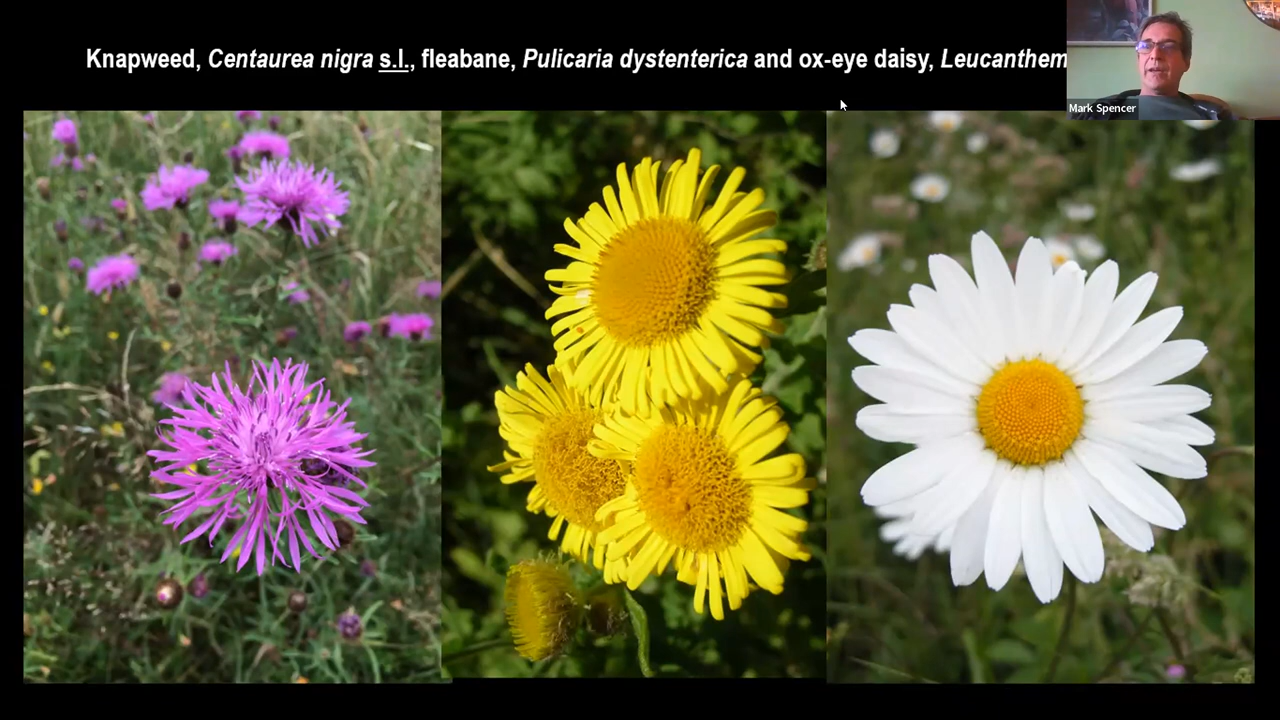 Knapweed, Centaurea nigra s.l., fleabane, Pulicaria dystenterica and ox-eye daisy, Leucanthem
Mark Spencer